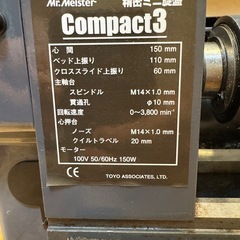 Mr.Meister 精密ミニ旋盤
Compact3
心間 150 mm
ベッド上振り 110 mm
クロススライド上振り 60 mm
主軸台
スピンドル M14×1.0 mm
貫通孔 φ10 mm
回転速度 0〜3,800 min⁻¹
心押台
ノーズ M14×1.0 mm
クイルトラベル 20 mm
モーター
100V 50/60Hz 150W
CE TOYO ASSOCIATES, LTD.